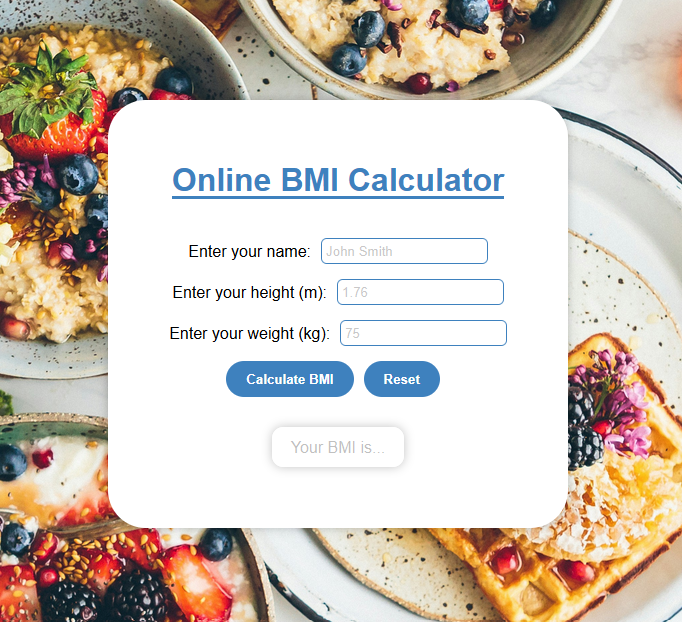 Online BMI Calculator
Enter your name: John Smith
Enter your height (m): 1.76
Enter your weight (kg): 75
Calculate BMI Reset
Your BMI is...